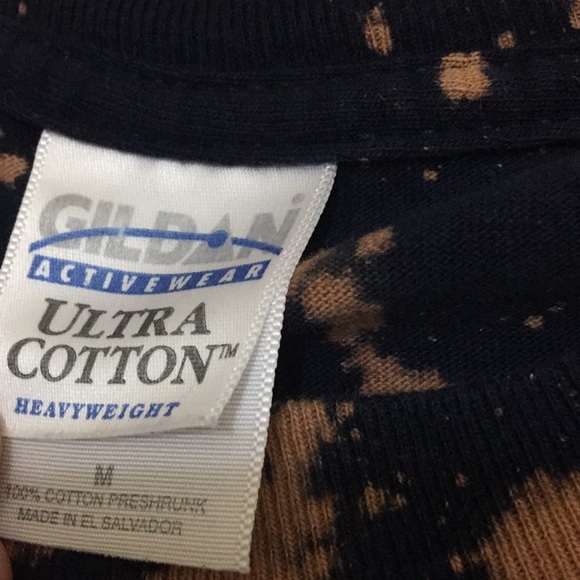 GILDAN
ACTIVEWEAR
ULTRA
COTTON™
HEAVYWEIGHT
M
100% COTTON PRESHRUNK
MADE IN EL SALVADOR